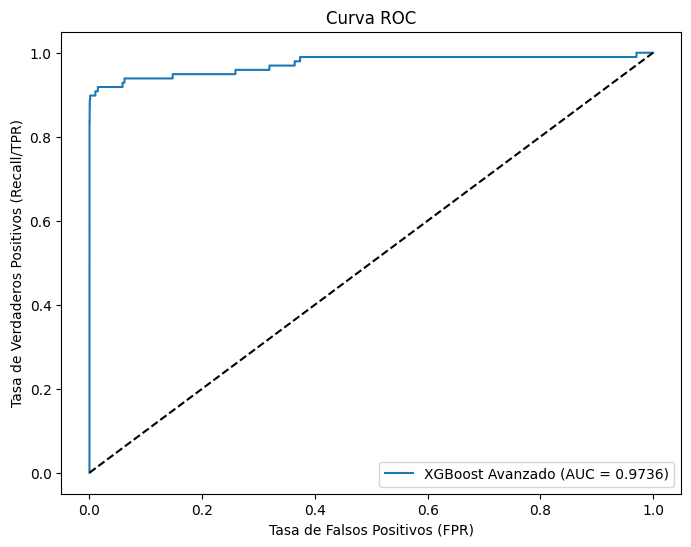 Curva ROC
Tasa de Verdaderos Positivos (Recall/TPR)
1.0
0.8
0.6
0.4
0.2
0.0
XGBoost Avanzado (AUC = 0.9736)
0.0 0.2 0.4 0.6 0.8 1.0
Tasa de Falsos Positivos (FPR)